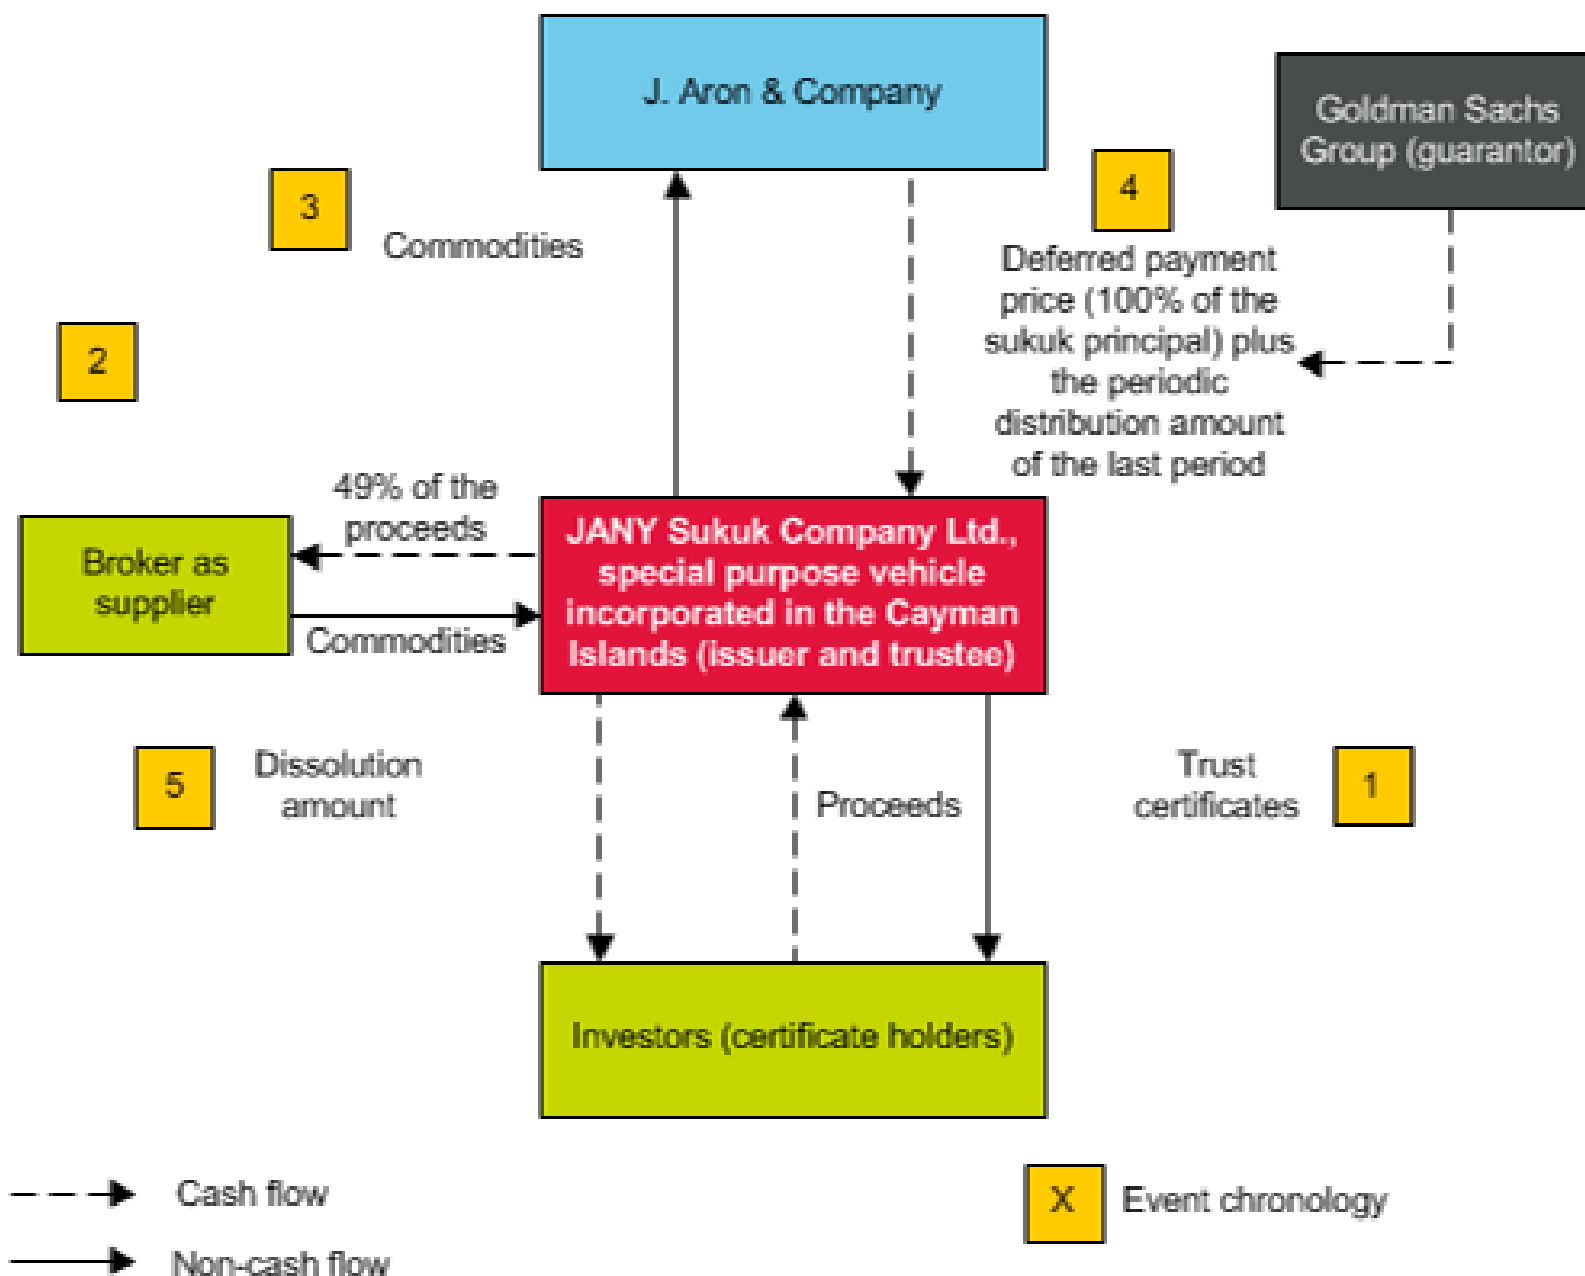 J. Aron & Company
Goldman Sachs
Group (guarantor)
3
Commodities
4
Deferred payment
price (100% of the
sukuk principal) plus
the periodic
distribution amount
of the last period
2
49% of the
proceeds
Broker as
supplier
Commodities
JANY Sukuk Company Ltd.,
special purpose vehicle
incorporated in the Cayman
Islands (issuer and trustee)
5
Dissolution
amount
Proceeds
Trust
certificates
1
Investors (certificate holders)
Cash flow
X
Event chronology
Non-cash flow